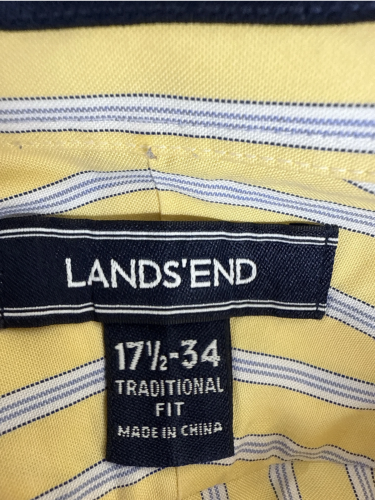 LANDS'END
17½-34
TRADITIONAL
FIT
MADE IN CHINA